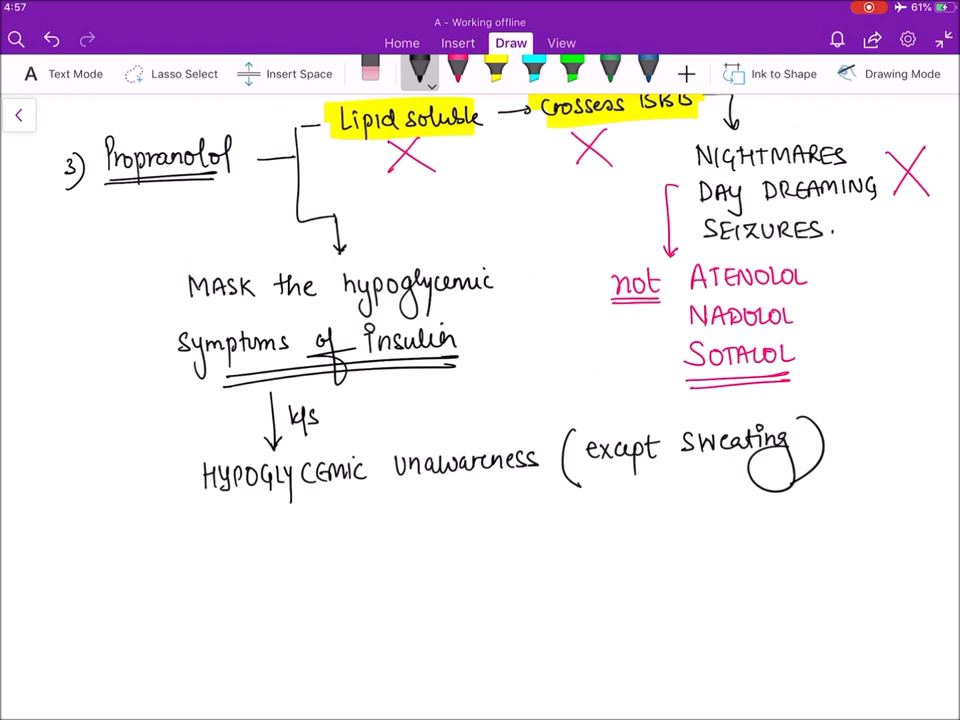 4:57
61%
A - Working offline
Home Insert Draw View
Text Mode Lasso Select Insert Space Ink to Shape Drawing Mode
Lipid soluble → Crossess BBB
3) Propranolol
NIGHTMARES
DAY DREAMING
SEIZURES.
MASK the hypoglycemic
symptums of insulin
not ATENOLOL
NADOLOL
SOTALOL
k/s
HYPOGLYCEMIC unawareness (except sweating)